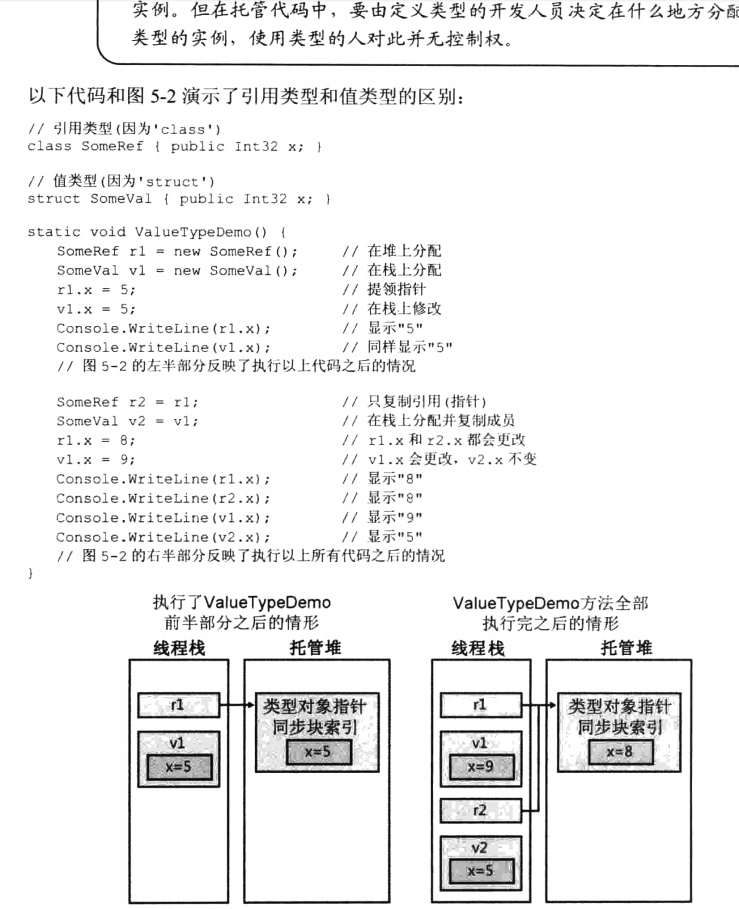 实例。但在托管代码中，要由定义类型的开发人员决定在什么地方分配
类型的实例，使用类型的人对此并无控制权。
以下代码和图 5-2 演示了引用类型和值类型的区别：
// 引用类型(因为'class')
class SomeRef { public Int32 x; }
// 值类型(因为'struct')
struct SomeVal { public Int32 x; }
static void ValueTypeDemo() {
SomeRef r1 = new SomeRef(); // 在堆上分配
SomeVal v1 = new SomeVal(); // 在栈上分配
r1.x = 5; // 提领指针
v1.x = 5; // 在栈上修改
Console.WriteLine(r1.x); // 显示"5"
Console.WriteLine(v1.x); // 同样显示"5"
// 图 5-2 的左半部分反映了执行以上代码之后的情况
SomeRef r2 = r1; // 只复制引用(指针)
SomeVal v2 = v1; // 在栈上分配并复制成员
r1.x = 8; // r1.x 和 r2.x 都会更改
v1.x = 9; // v1.x 会更改，v2.x 不变
Console.WriteLine(r1.x); // 显示"8"
Console.WriteLine(r2.x); // 显示"8"
Console.WriteLine(v1.x); // 显示"9"
Console.WriteLine(v2.x); // 显示"5"
// 图 5-2 的右半部分反映了执行以上所有代码之后的情况
}
执行了ValueTypeDemo
前半部分之后的情形
线程栈 托管堆
r1
v1
x=5
类型对象指针
同步块索引
x=5
ValueTypeDemo方法全部
执行完之后的情形
线程栈 托管堆
r1
v1
x=9
r2
v2
x=5
类型对象指针
同步块索引
x=8